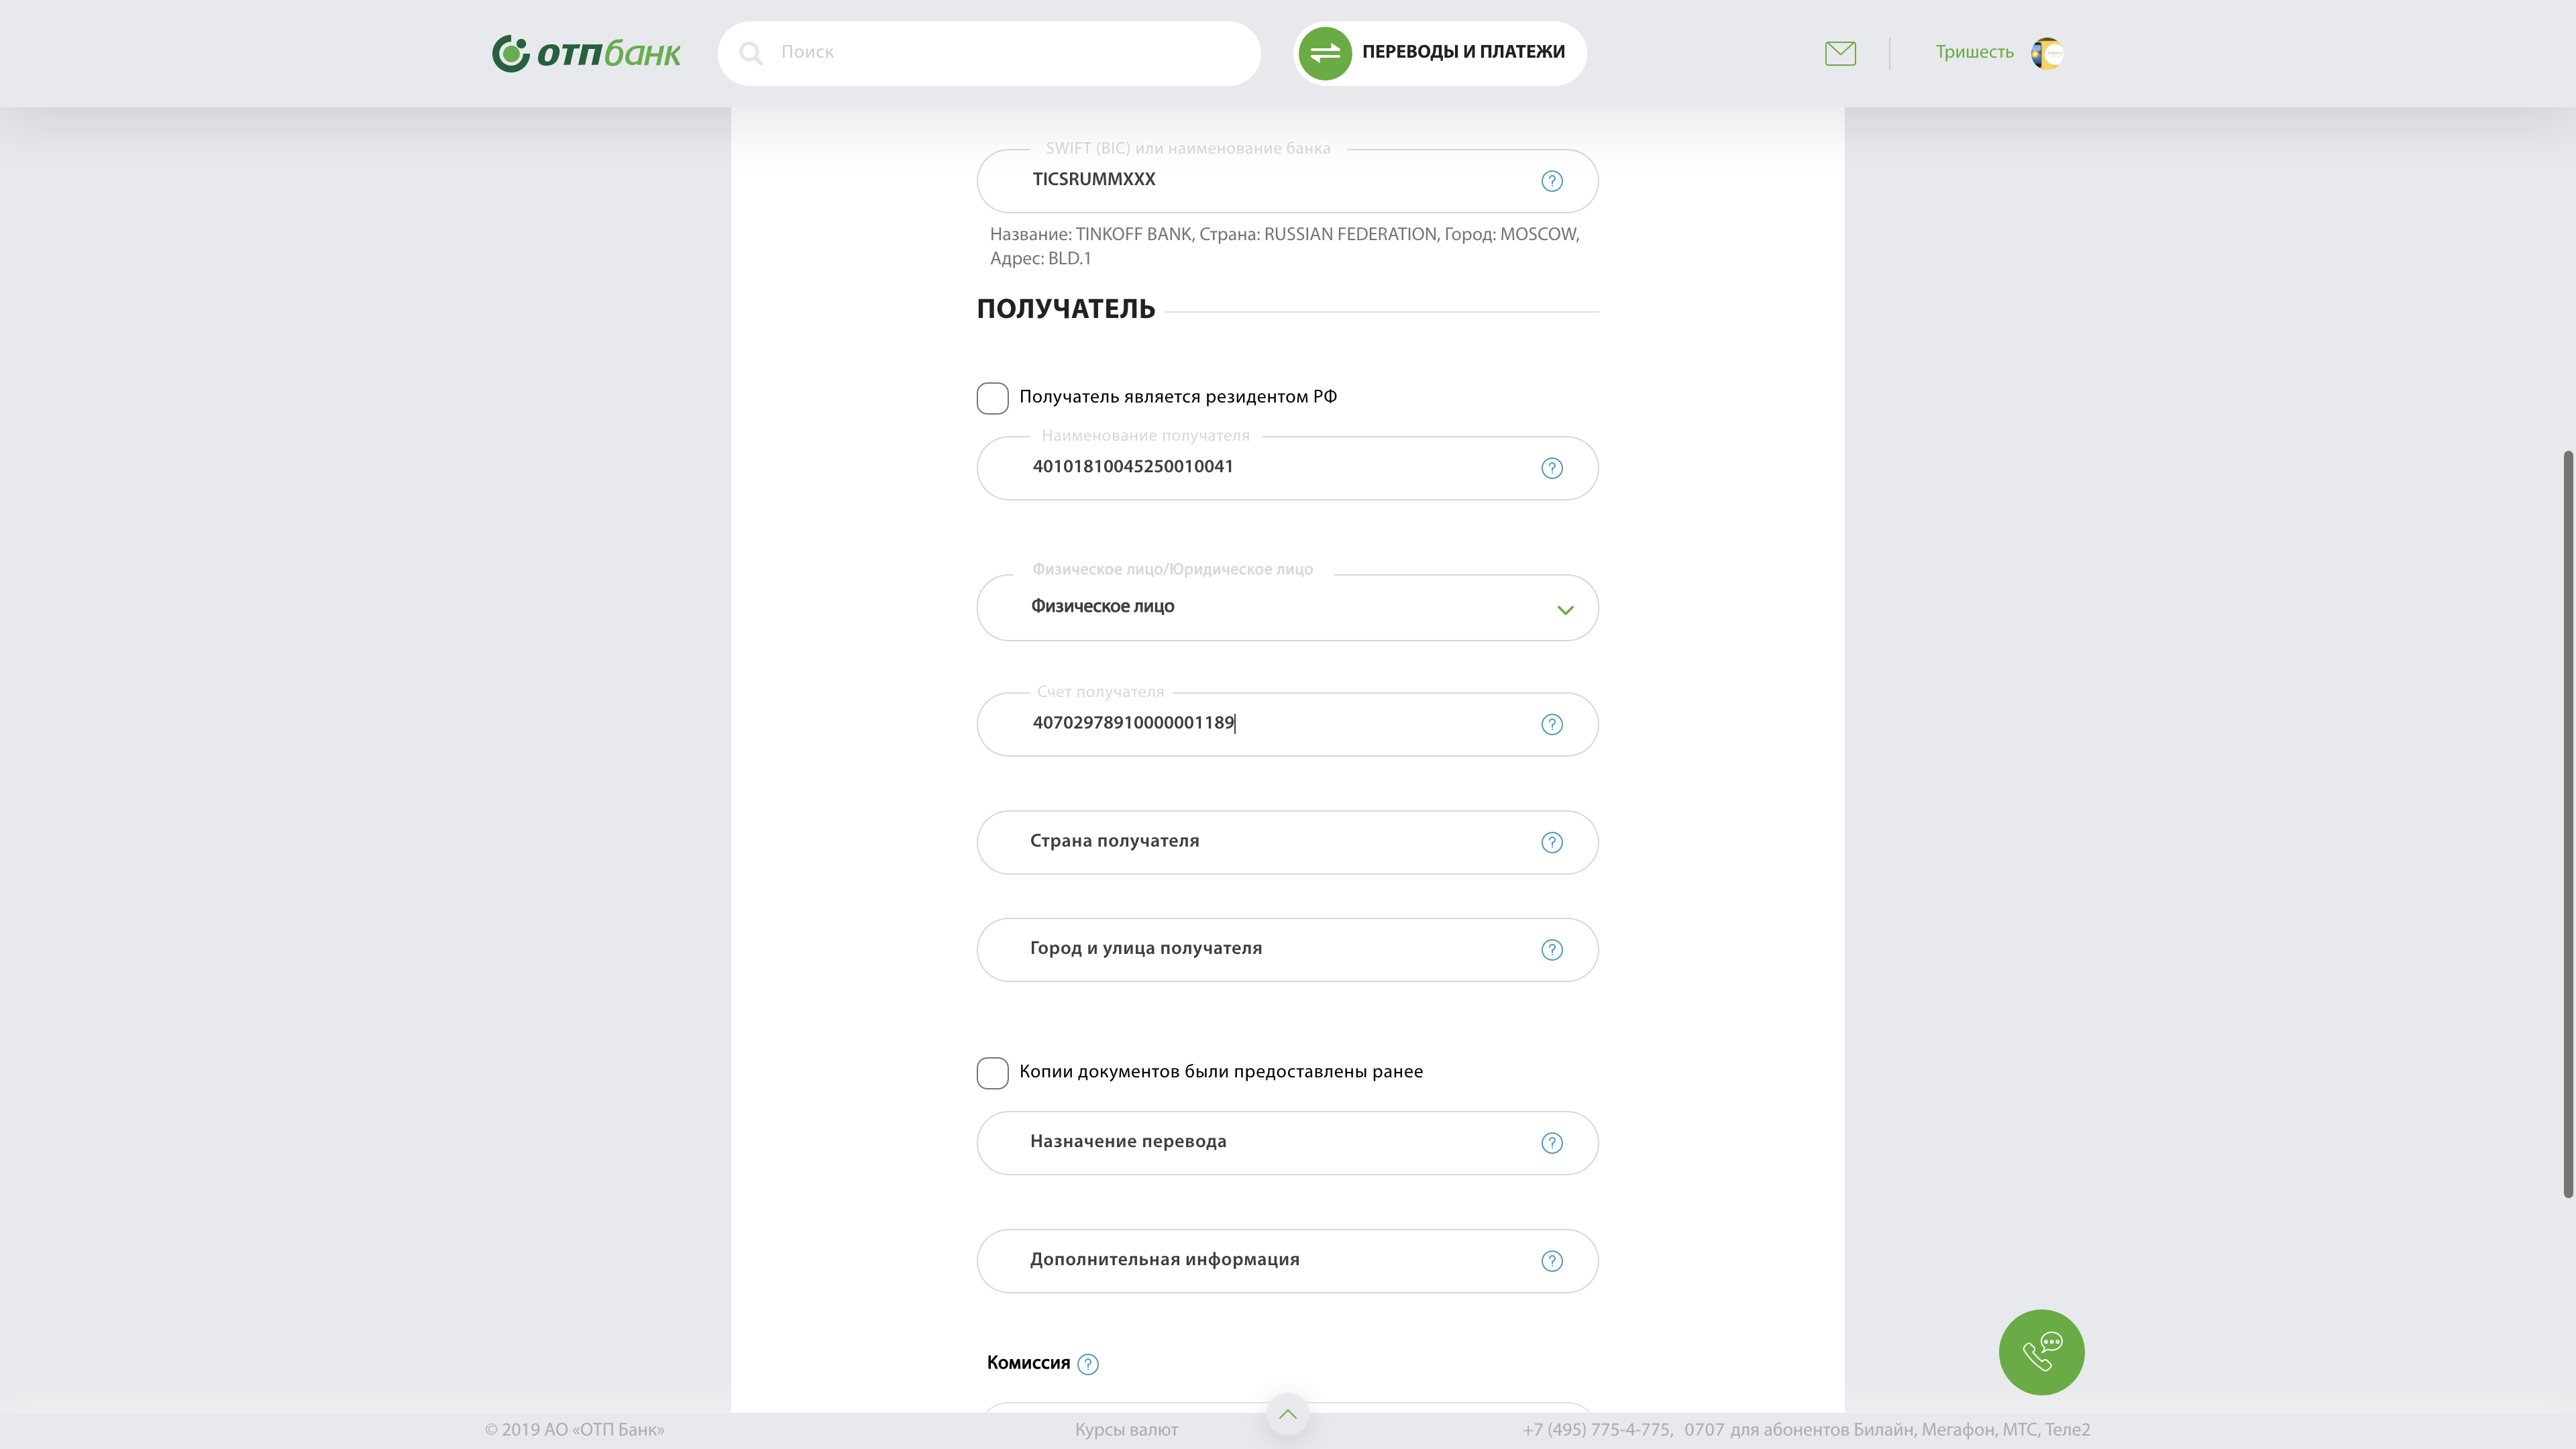 отпбанк
Поиск
ПЕРЕВОДЫ И ПЛАТЕЖИ
Тришесть
SWIFT (BIC) или наименование банка
TICSRUMMXXX
Название: TINKOFF BANK, Страна: RUSSIAN FEDERATION, Город: MOSCOW,
Адрес: BLD.1
ПОЛУЧАТЕЛЬ
Получатель является резидентом РФ
Наименование получателя
40101810045250010041
Физическое лицо/Юридическое лицо
Физическое лицо
Счет получателя
40702978910000001189
Страна получателя
Город и улица получателя
Копии документов были предоставлены ранее
Назначение перевода
Дополнительная информация
Комиссия
© 2019 АО «ОТП Банк»
Курсы валют
+7 (495) 775-4-775, 0707 для абонентов Билайн, Мегафон, МТС, Теле2